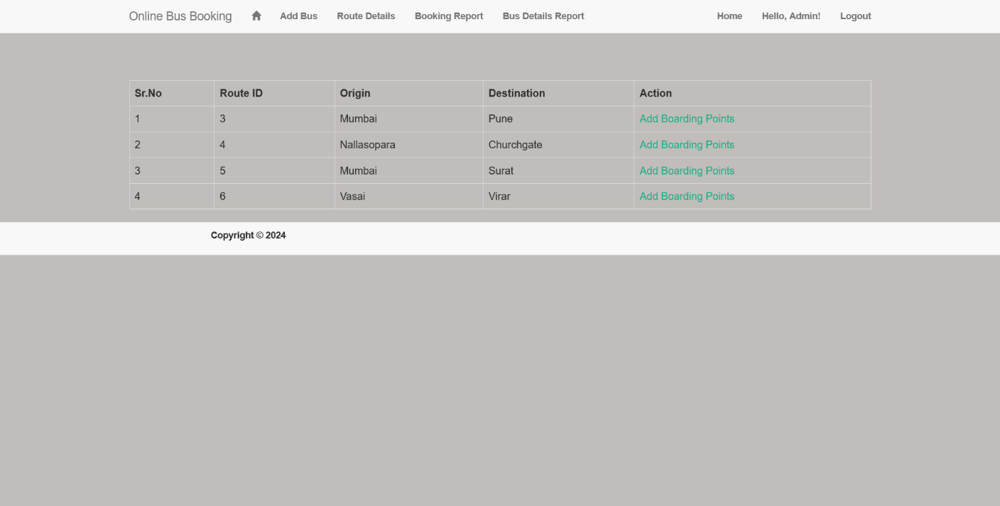 Online Bus Booking Add Bus Route Details Booking Report Bus Details Report Home Hello, Admin! Logout
Sr.No Route ID Origin Destination Action
1 3 Mumbai Pune Add Boarding Points
2 4 Nallasopara Churchgate Add Boarding Points
3 5 Mumbai Surat Add Boarding Points
4 6 Vasai Virar Add Boarding Points
Copyright © 2024